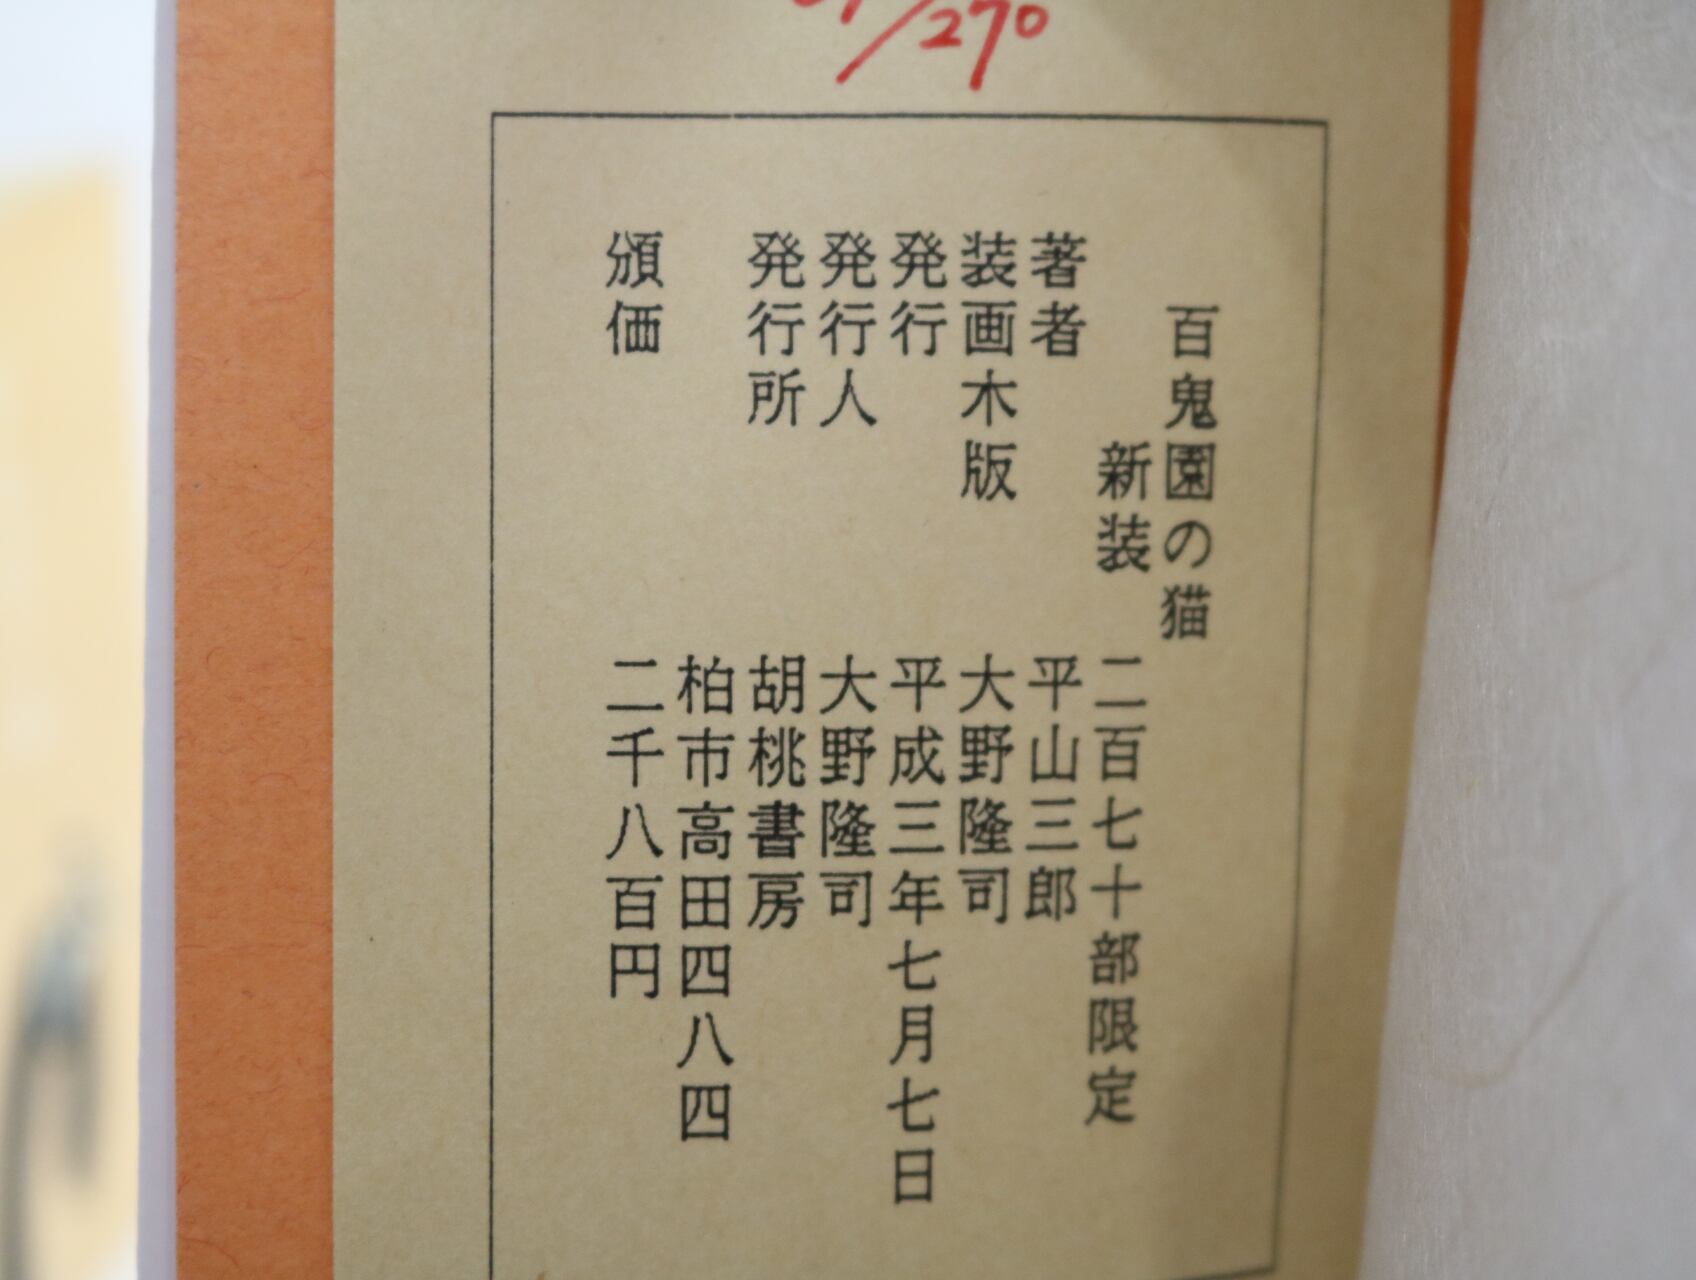 /270
百鬼園の猫
新装 二百七十部限定
著者 平山三郎
装画木版 大野隆司
発行 平成三年七月七日
発行人 大野隆司
発行所 胡桃書房
柏市高田四八四
頒価 二千八百円